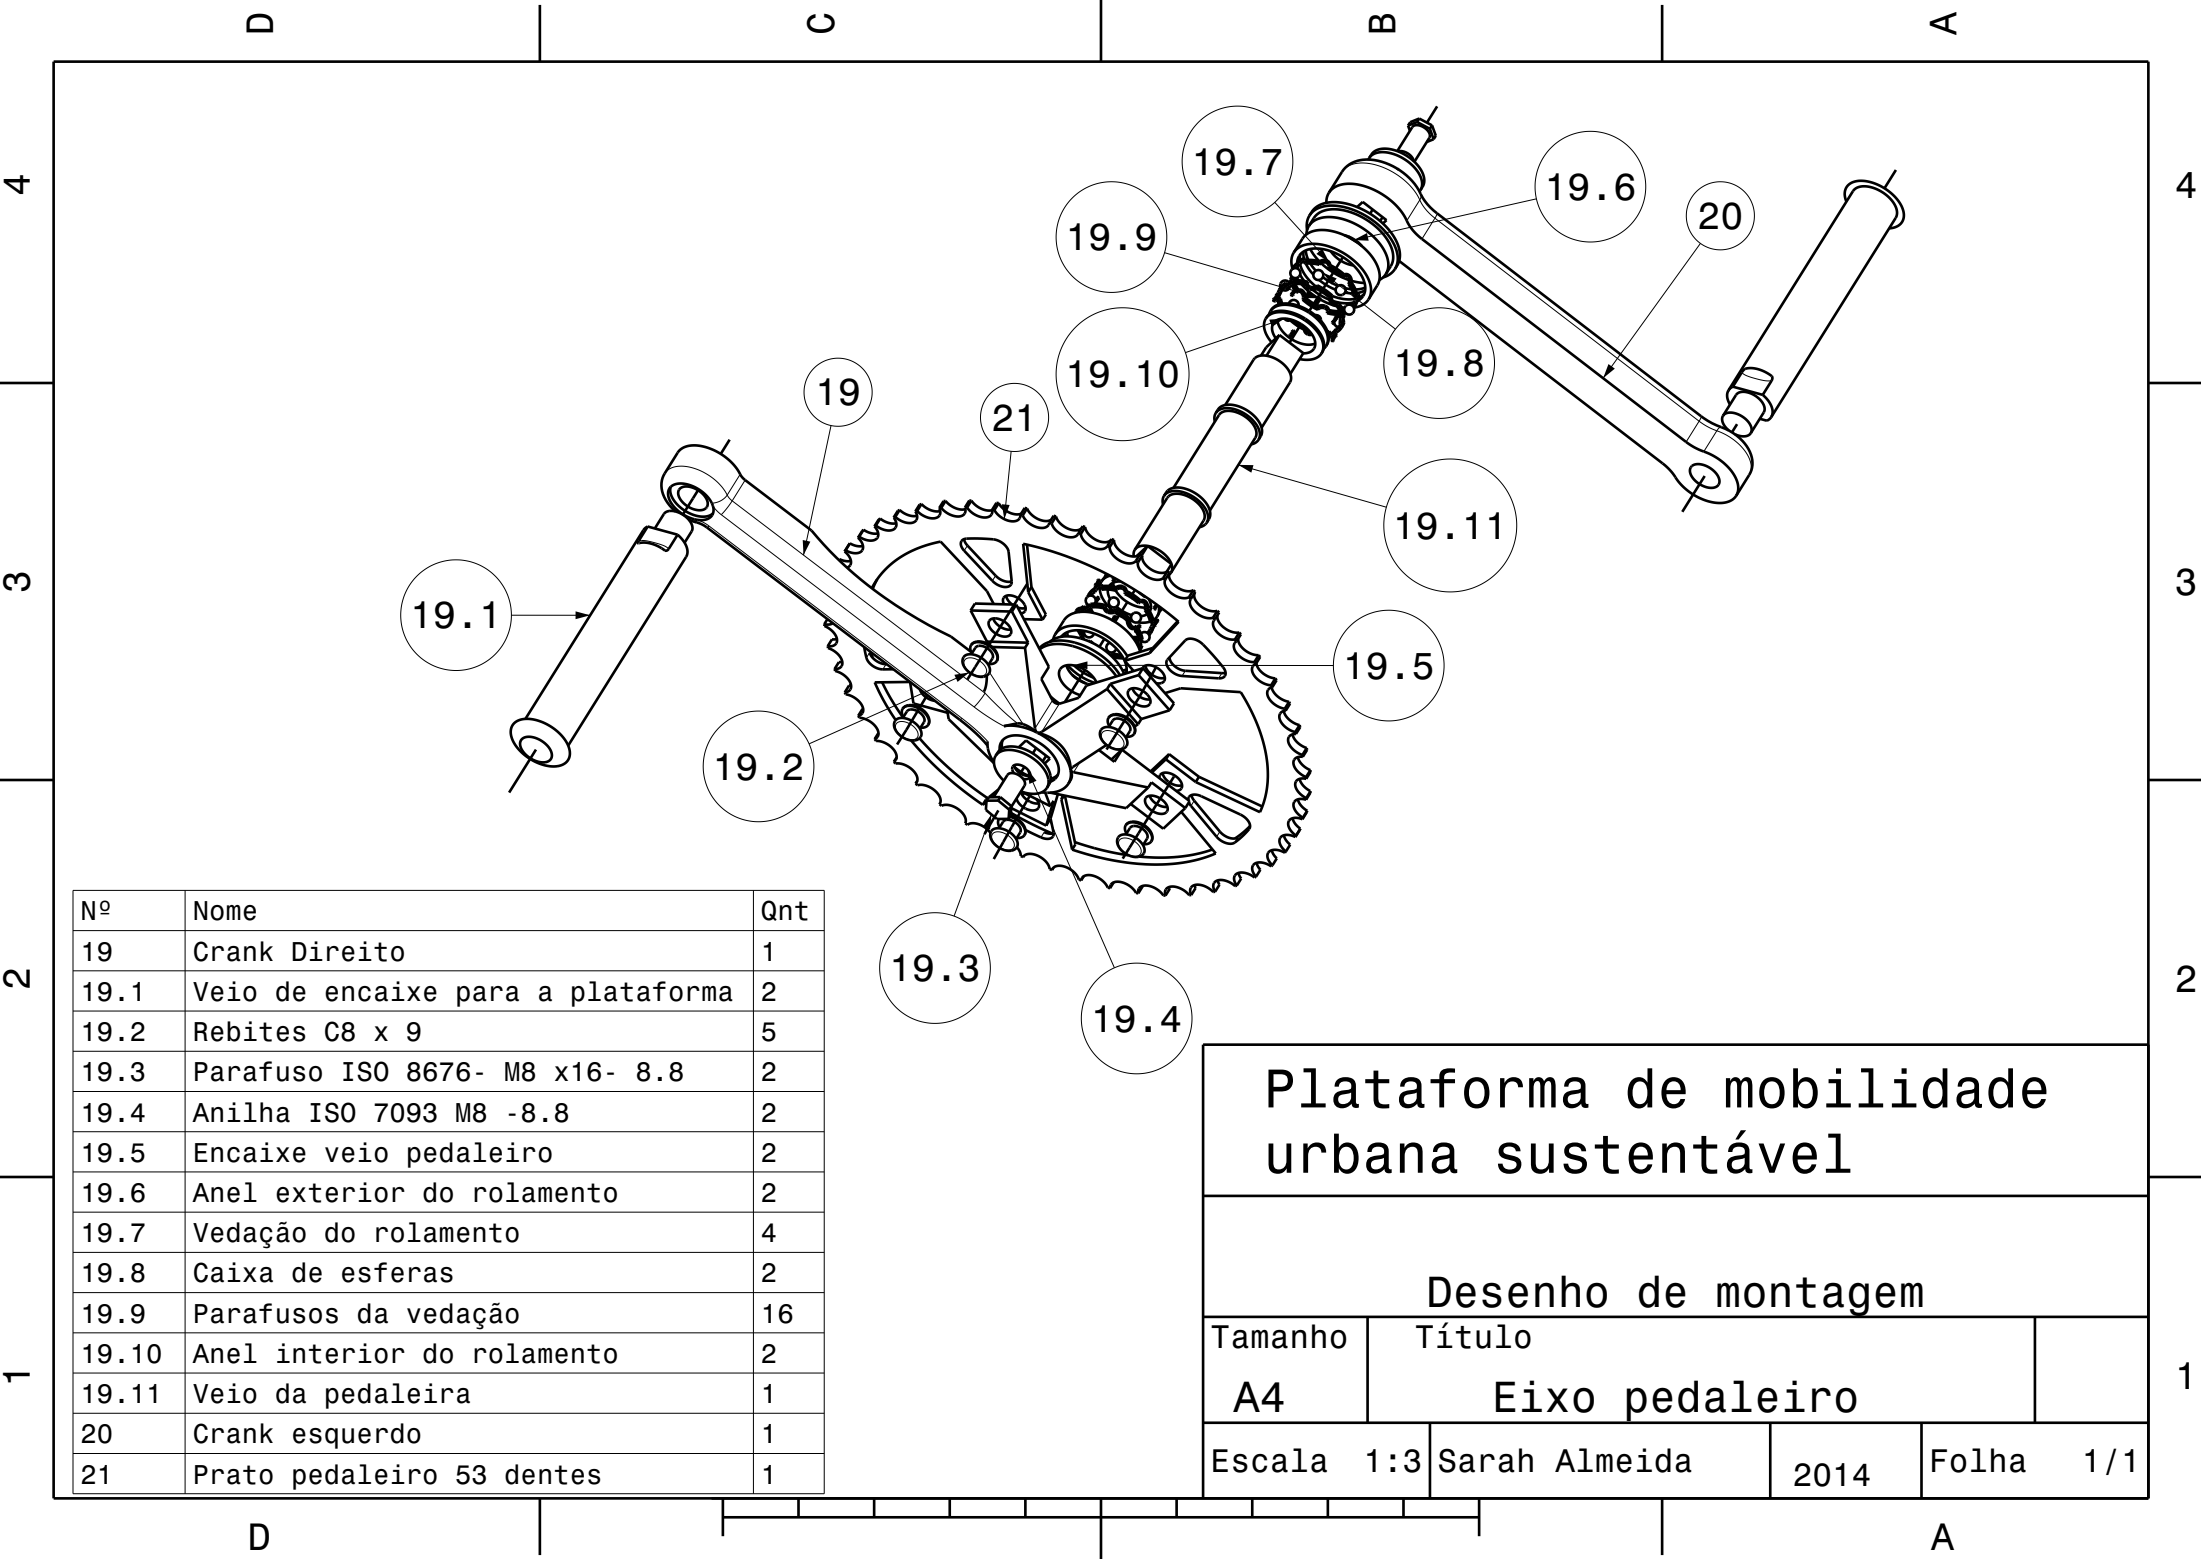 D C B A
4 4
19.7
19.6
20
19.9
19.10
19.8
19
21
19.11
3 3
19.1
19.5
19.2
19.3
19.4
2 2
Nº Nome Qnt
19 Crank Direito 1
19.1 Veio de encaixe para a plataforma 2
19.2 Rebites C8 x 9 5
19.3 Parafuso ISO 8676- M8 x16- 8.8 2
19.4 Anilha ISO 7093 M8 -8.8 2
19.5 Encaixe veio pedaleiro 2
19.6 Anel exterior do rolamento 2
19.7 Vedação do rolamento 4
19.8 Caixa de esferas 2
19.9 Parafusos da vedação 16
19.10 Anel interior do rolamento 2
19.11 Veio da pedaleira 1
20 Crank esquerdo 1
21 Prato pedaleiro 53 dentes 1
Plataforma de mobilidade
urbana sustentável
Desenho de montagem
Tamanho Título
A4 Eixo pedaleiro
Escala 1:3 Sarah Almeida 2014 Folha 1/1
1 1
D A